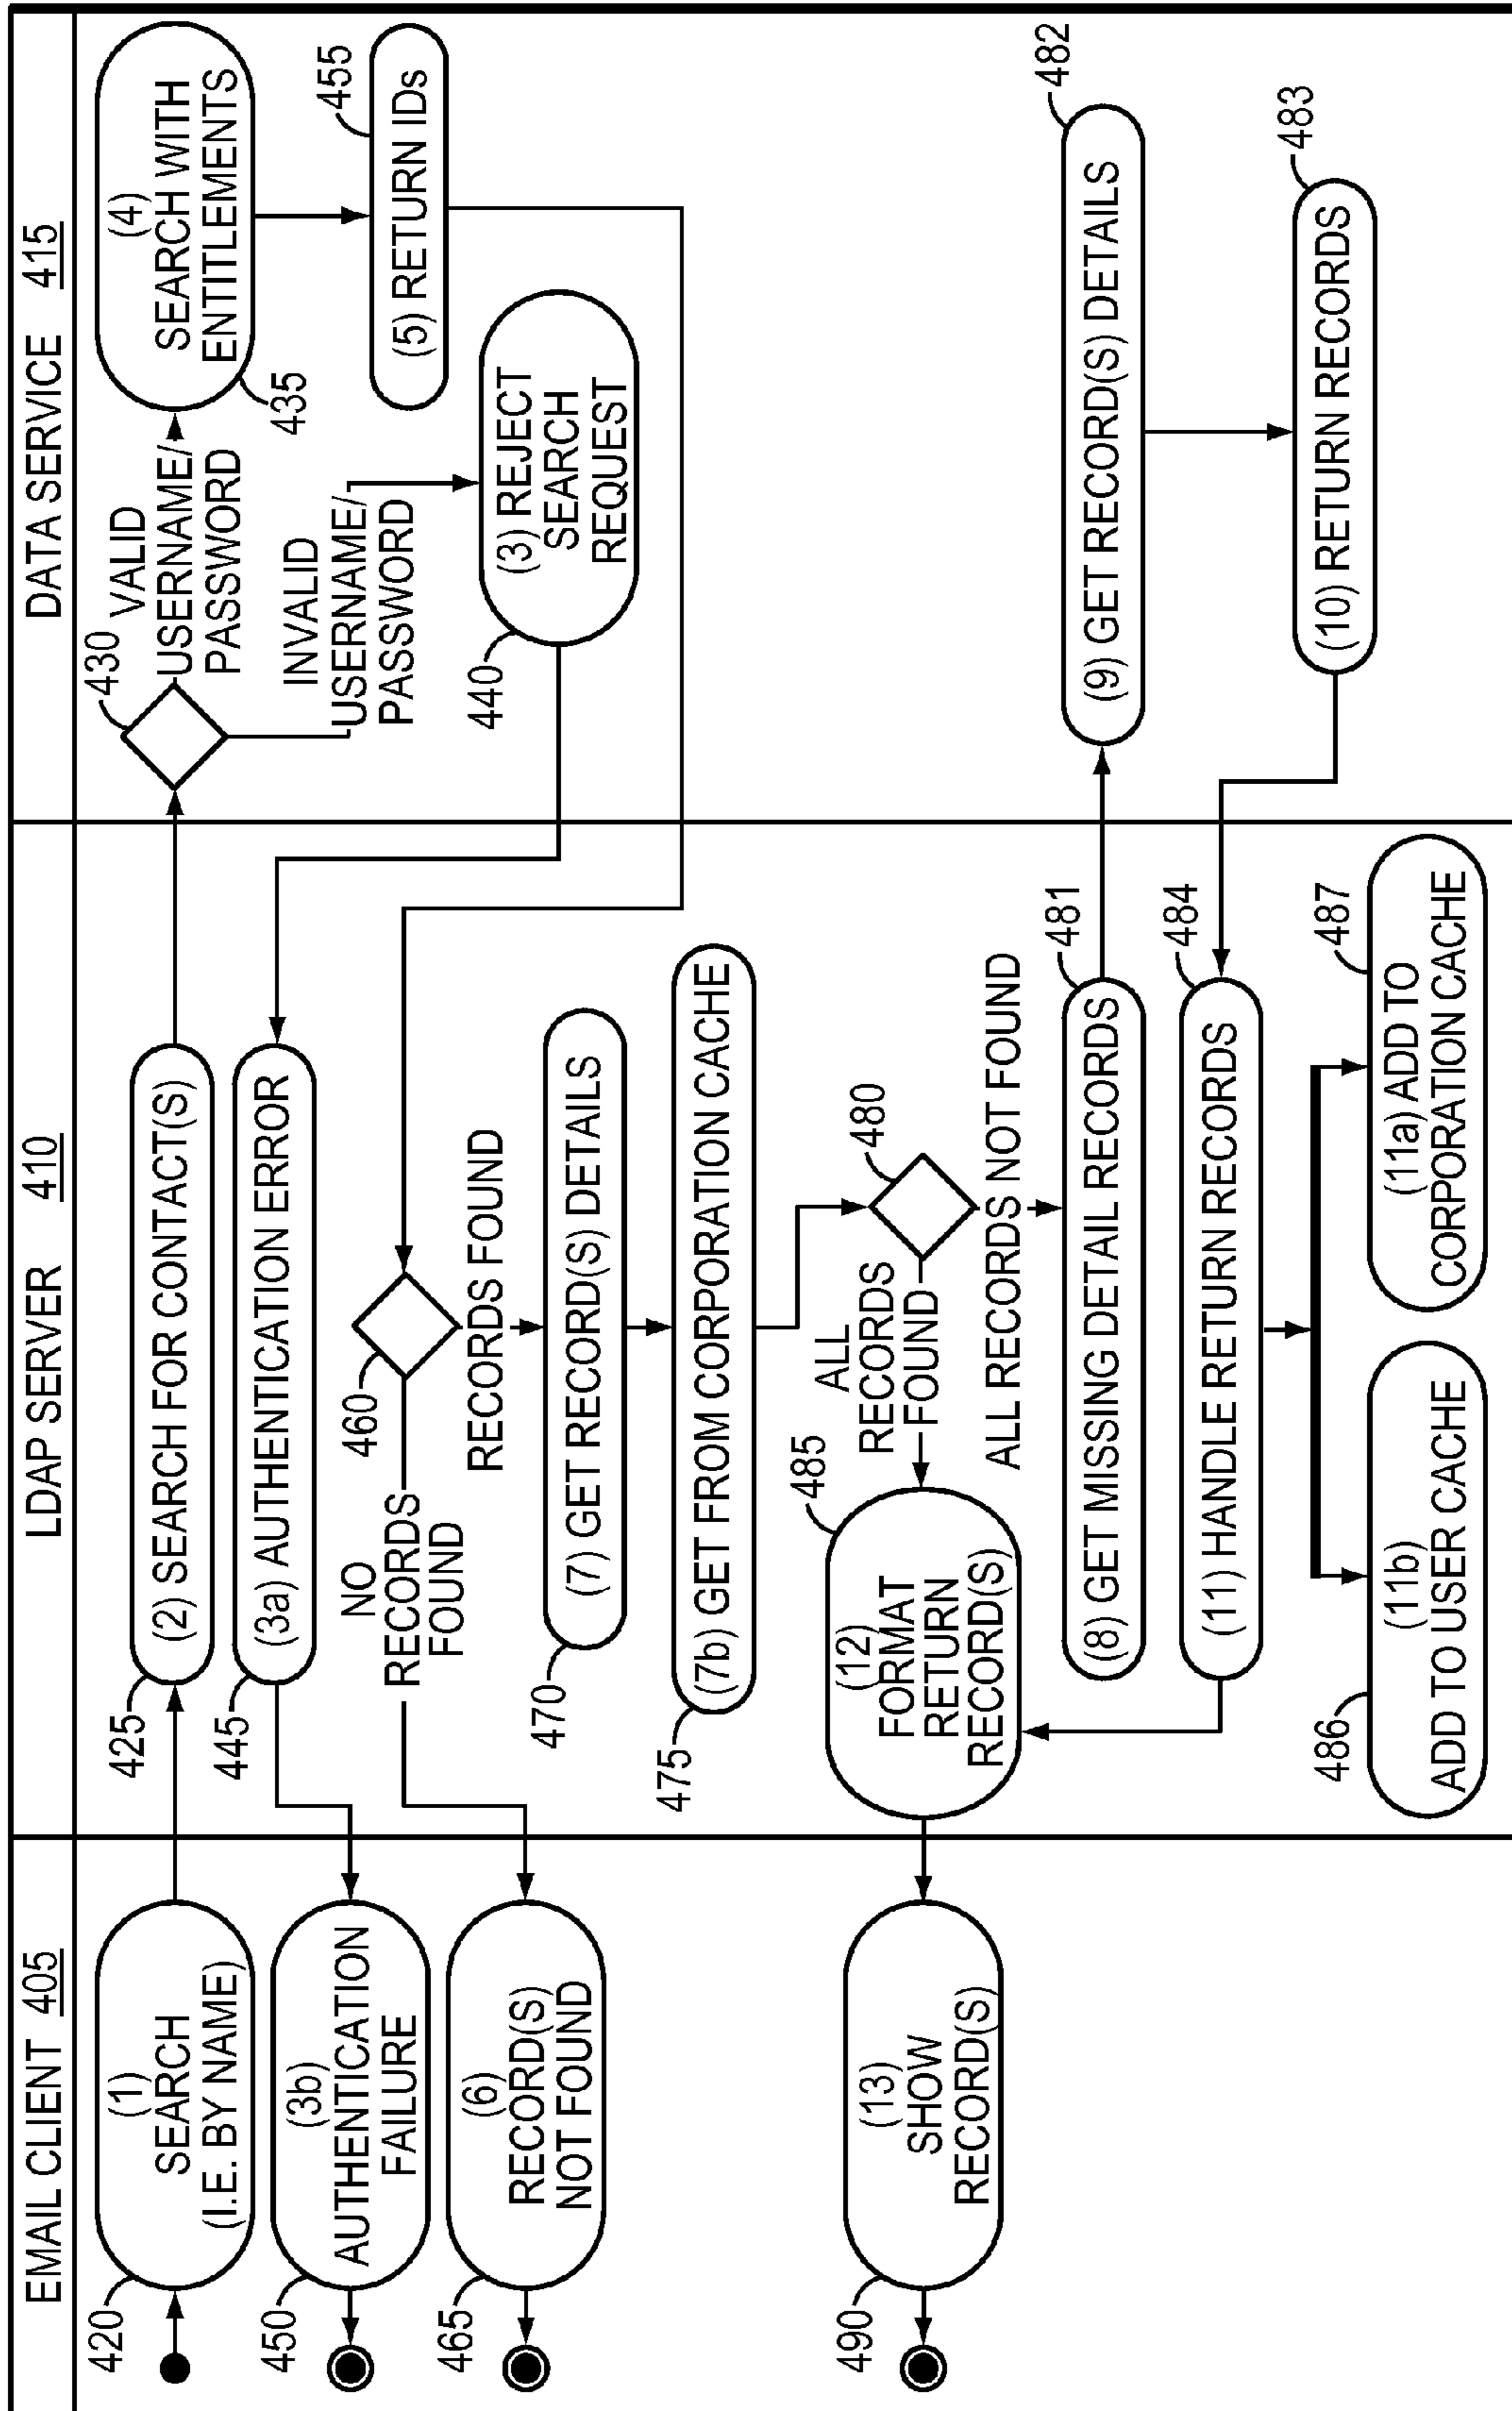 EMAIL CLIENT 405
LDAP SERVER 410
DATA SERVICE 415
420
(1)
SEARCH
(I.E. BY NAME)
425
(2) SEARCH FOR CONTACT(S)
430
VALID
USERNAME/
PASSWORD
(4)
SEARCH WITH
ENTITLEMENTS
435
INVALID
USERNAME/
PASSWORD
455
(5) RETURN IDs
440
(3) REJECT
SEARCH
REQUEST
445
(3a) AUTHENTICATION ERROR
450
(3b)
AUTHENTICATION
FAILURE
460
NO
RECORDS
FOUND
RECORDS FOUND
465
(6)
RECORD(S)
NOT FOUND
470
(7) GET RECORD(S) DETAILS
475
(7b) GET FROM CORPORATION CACHE
480
ALL
RECORDS
FOUND
ALL RECORDS NOT FOUND
485
(12)
FORMAT
RETURN
RECORD(S)
490
(13)
SHOW
RECORD(S)
481
(8) GET MISSING DETAIL RECORDS
482
(9) GET RECORD(S) DETAILS
483
(10) RETURN RECORDS
484
(11) HANDLE RETURN RECORDS
486
(11b)
ADD TO USER CACHE
487
(11a) ADD TO
CORPORATION CACHE